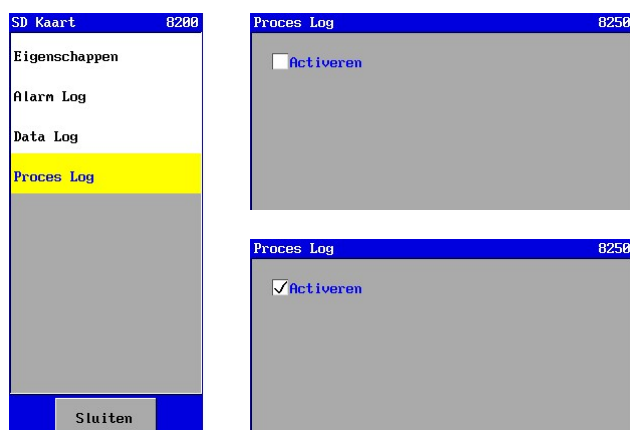 SD Kaart 8200
Eigenschappen
Alarm Log
Data Log
Proces Log
Sluiten
Proces Log 8250
Activeren
Proces Log 8250
Activeren